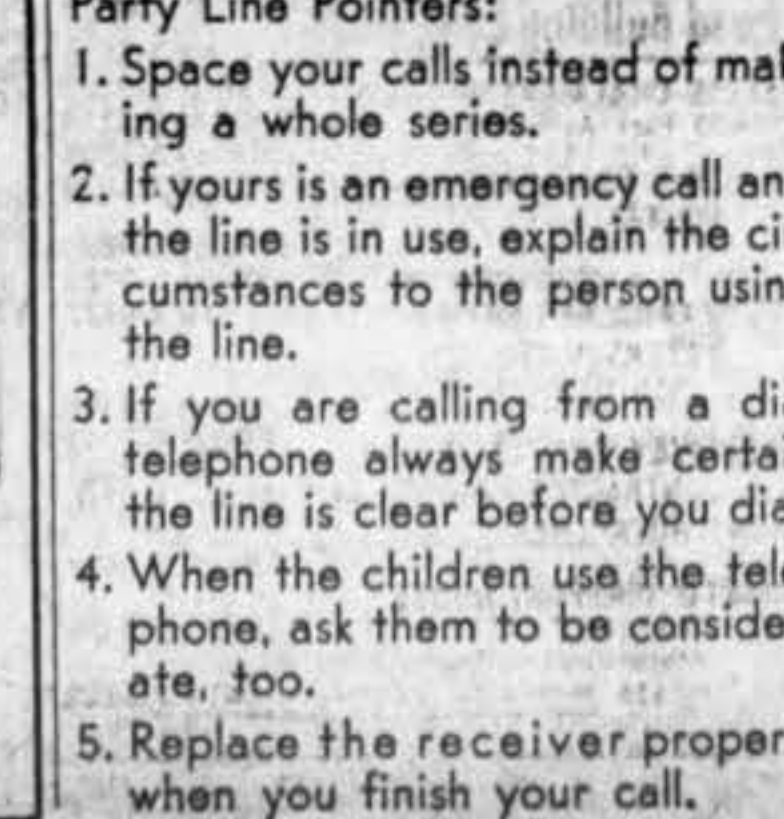 Party Line Pointers:
1. Space your calls instead of mak
ing a whole series.
2. If yours is an emergency call an
the line is in use, explain the ci
cumstances to the person usin
the line.
3. If you are calling from a di
telephone always make certa
the line is clear before you dia
4. When the children use the tele
phone, ask them to be conside
ate, too.
5. Replace the receiver proper
when you finish your call.